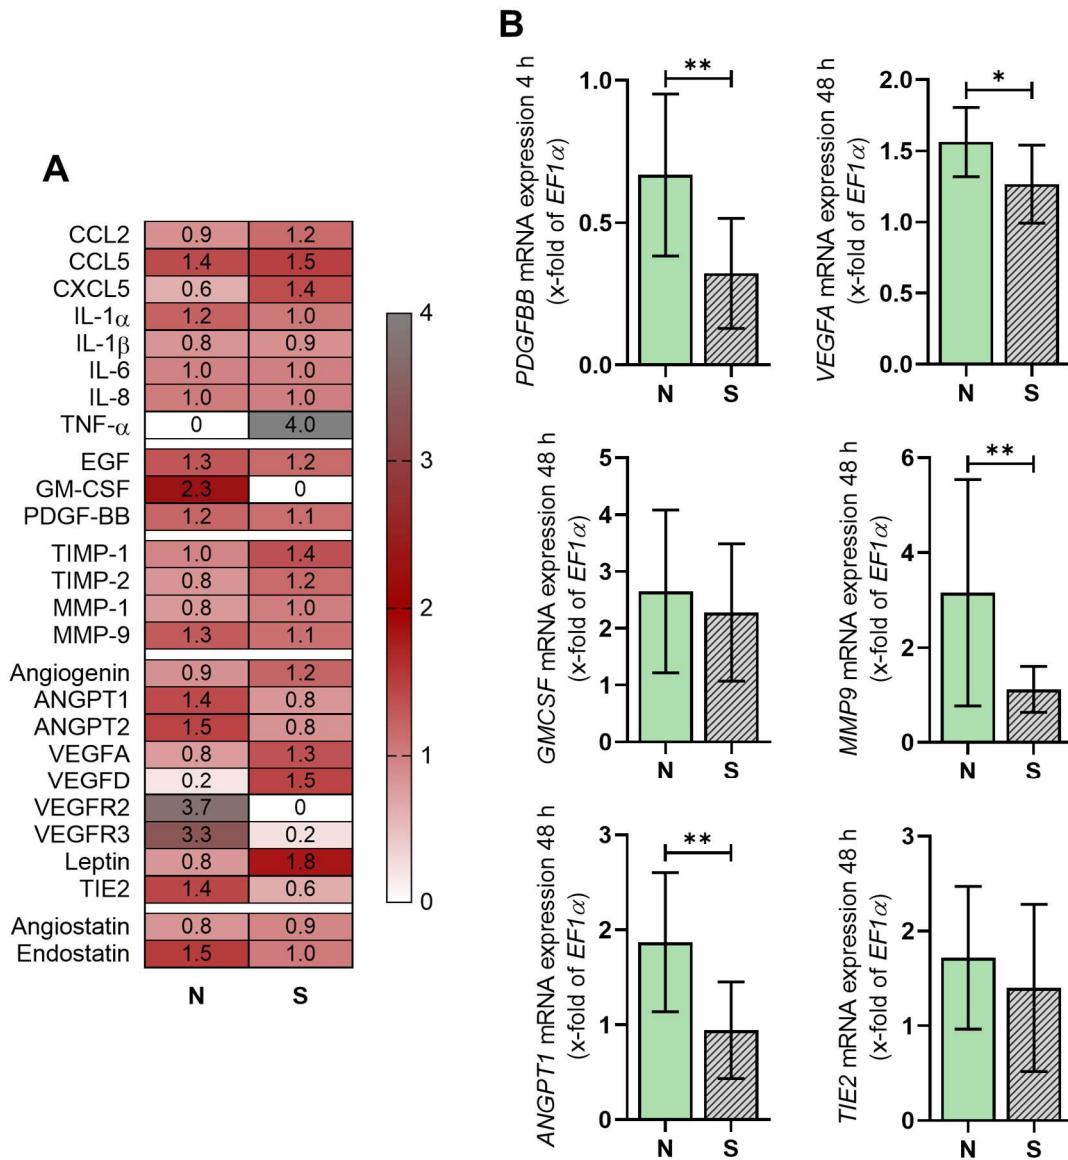 A
CCL2 0.9 1.2
CCL5 1.4 1.5
CXCL5 0.6 1.4
IL-1α 1.2 1.0
IL-1β 0.8 0.9
IL-6 1.0 1.0
IL-8 1.0 1.0
TNF-α 0 4.0
EGF 1.3 1.2
GM-CSF 2.3 0
PDGF-BB 1.2 1.1
TIMP-1 1.0 1.4
TIMP-2 0.8 1.2
MMP-1 0.8 1.0
MMP-9 1.3 1.1
Angiogenin 0.9 1.2
ANGPT1 1.4 0.8
ANGPT2 1.5 0.8
VEGFA 0.8 1.3
VEGFD 0.2 1.5
VEGFR2 3.7 0
VEGFR3 3.3 0.2
Leptin 0.8 1.8
TIE2 1.4 0.6
Angiostatin 0.8 0.9
Endostatin 1.5 1.0
N S
4
3
2
1
0
B
PDGFBB mRNA expression 4 h
(x-fold of EF1α)
1.0
0.5
0.0
**
N S
VEGFA mRNA expression 48 h
(x-fold of EF1α)
2.0
1.5
1.0
0.5
0.0
*
N S
GMCSF mRNA expression 48 h
(x-fold of EF1α)
5
4
3
2
1
0
N S
MMP9 mRNA expression 48 h
(x-fold of EF1α)
6
4
2
0
**
N S
ANGPT1 mRNA expression 48 h
(x-fold of EF1α)
3
2
1
0
**
N S
TIE2 mRNA expression 48 h
(x-fold of EF1α)
3
2
1
0
N S